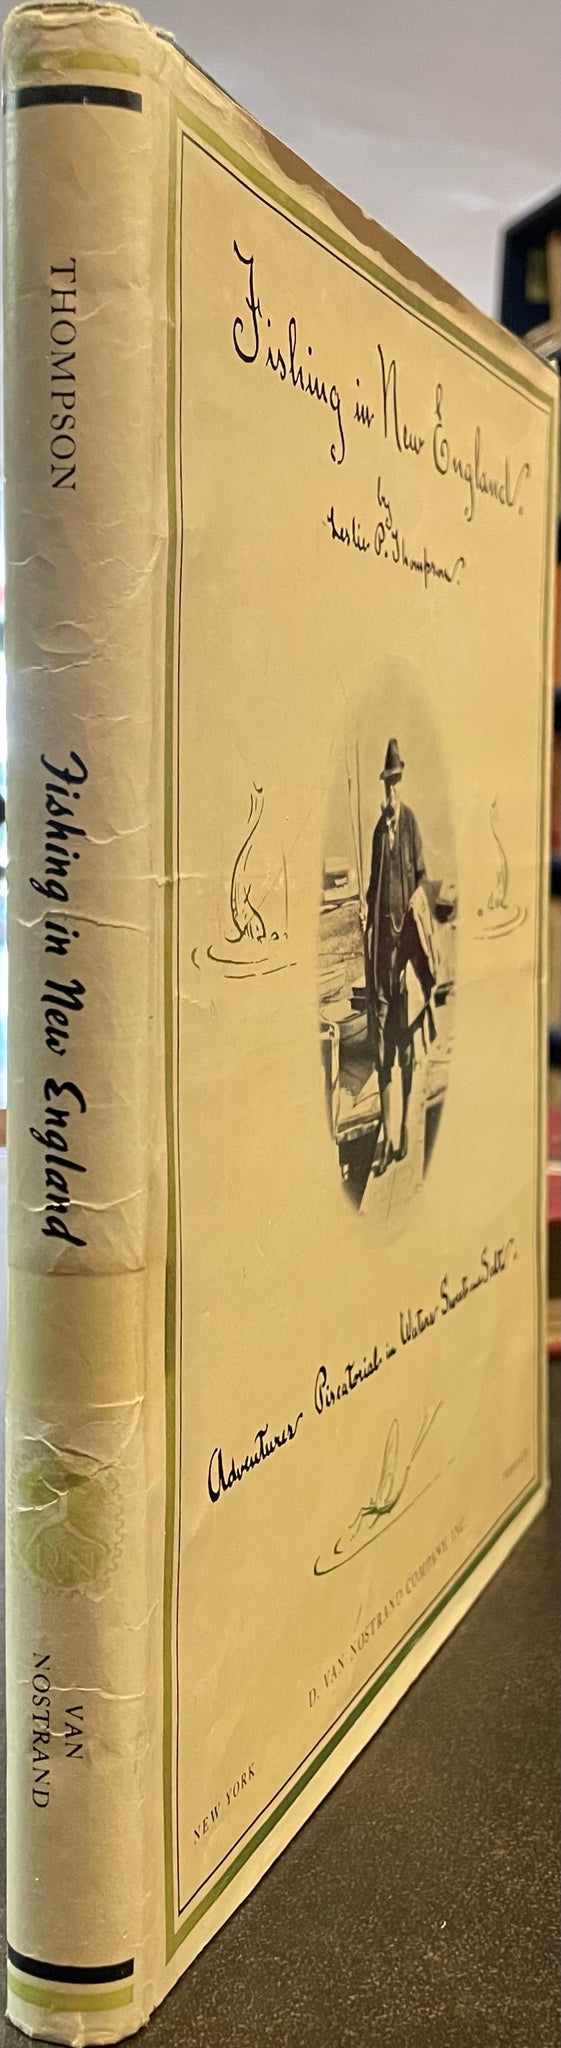 THOMPSON
Fishing in New England
VAN
NOSTRAND
Fishing in New England.
by
Leslie P. Thompson.
Adventures Piscatorial in Waters Sweet and Salt.
D. VAN NOSTRAND COMPANY, INC.
NEW YORK